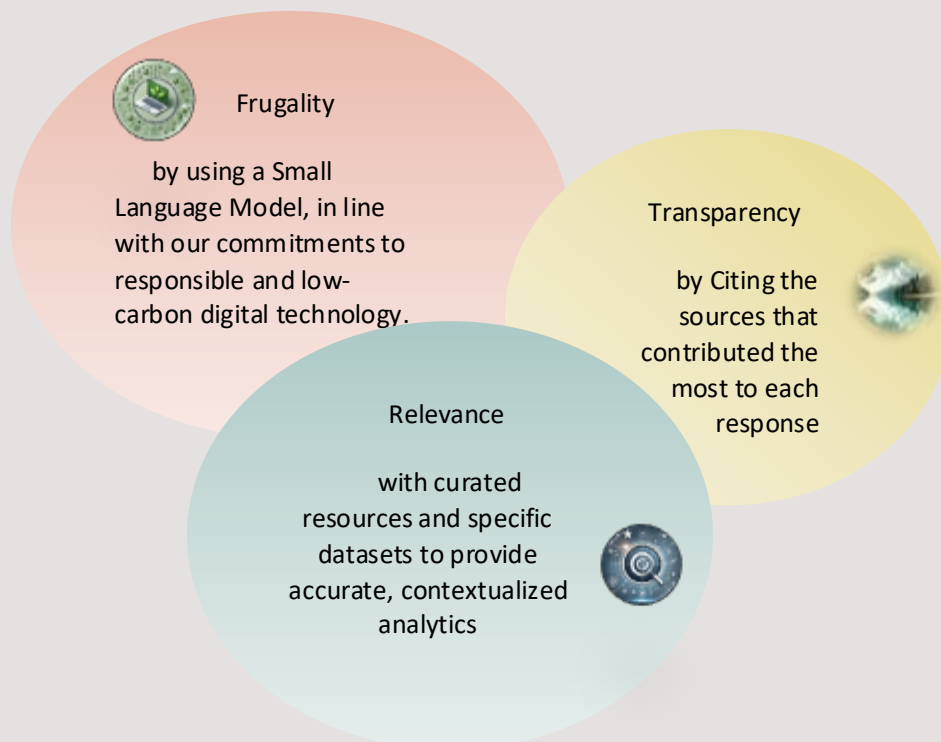 Frugality
by using a Small
Language Model, in line
with our commitments to
responsible and low-
carbon digital technology.
Transparency
by Citing the
sources that
contributed the
most to each
response
Relevance
with curated
resources and specific
datasets to provide
accurate, contextualized
analytics